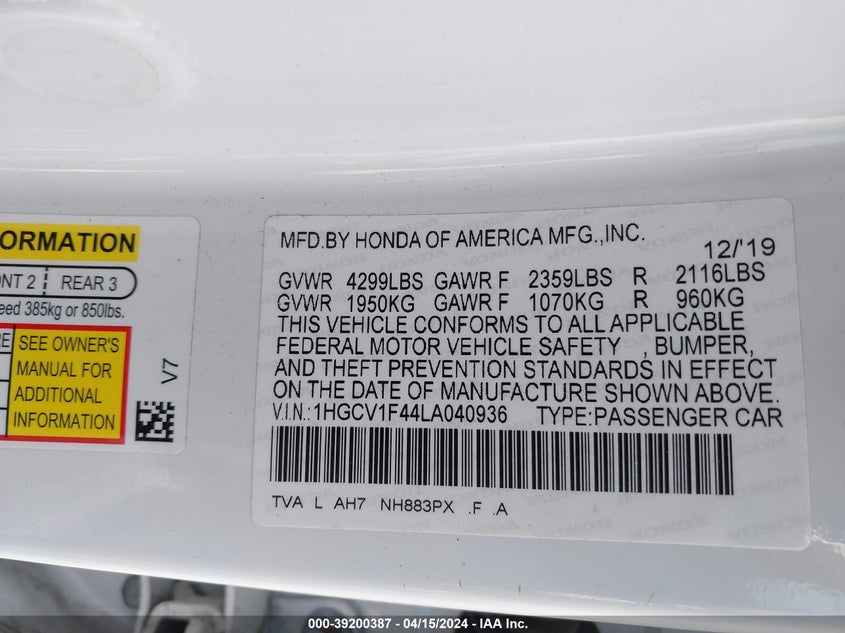 ORMATION
NT 2 REAR 3
eed 385kg or 850lbs.
RE
SEE OWNER'S
MANUAL FOR
ADDITIONAL
INFORMATION
V7
MFD.BY HONDA OF AMERICA MFG.,INC.
12/'19
GVWR 4299LBS GAWR F 2359LBS R 2116LBS
GVWR 1950KG GAWR F 1070KG R 960KG
THIS VEHICLE CONFORMS TO ALL APPLICABLE
FEDERAL MOTOR VEHICLE SAFETY , BUMPER,
AND THEFT PREVENTION STANDARDS IN EFFECT
ON THE DATE OF MANUFACTURE SHOWN ABOVE.
V.I.N.:1HGCV1F44LA040936 TYPE:PASSENGER CAR
TVA L AH7 NH883PX .F .A
000-39200387 - 04/15/2024 - IAA Inc.